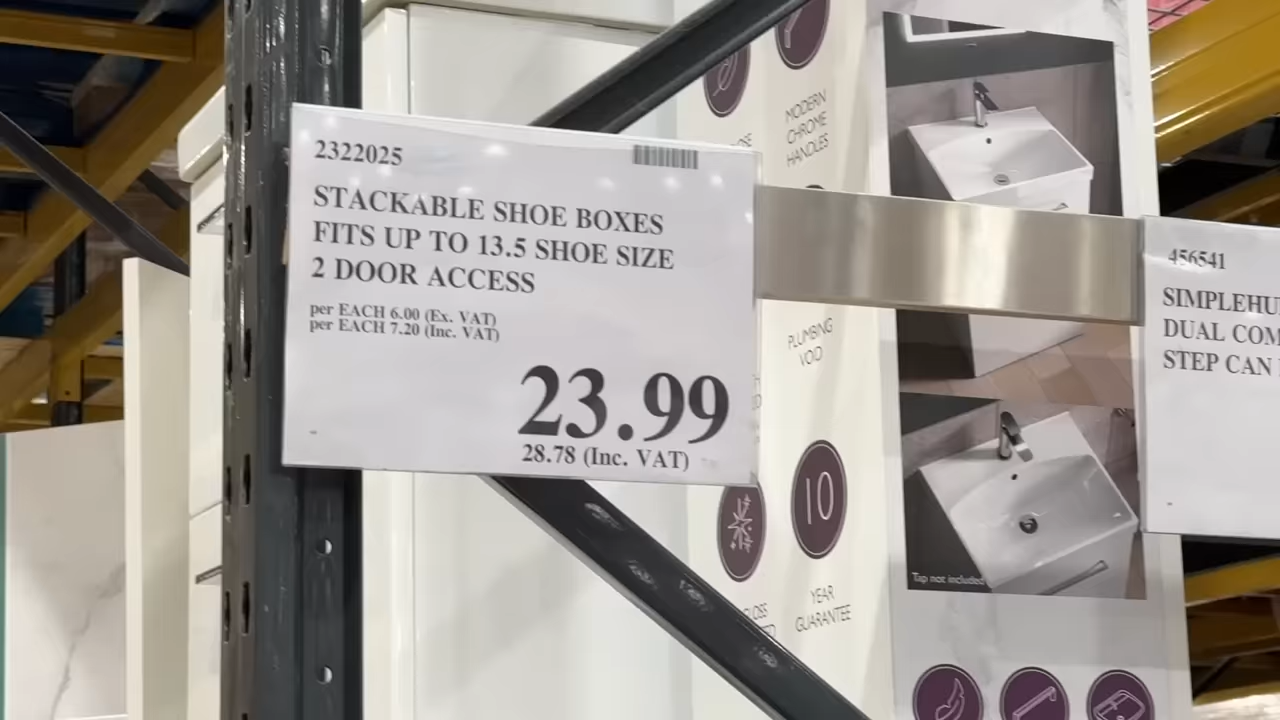 2322025
STACKABLE SHOE BOXES
FITS UP TO 13.5 SHOE SIZE
2 DOOR ACCESS
per EACH 6.00 (Ex. VAT)
per EACH 7.20 (Inc. VAT)
23.99
28.78 (Inc. VAT)
MODERN
CHROME
HANDLES
PLUMBING
VOID
10
YEAR
GUARANTEE
Tap not included
456541
DUAL
STEP CAN